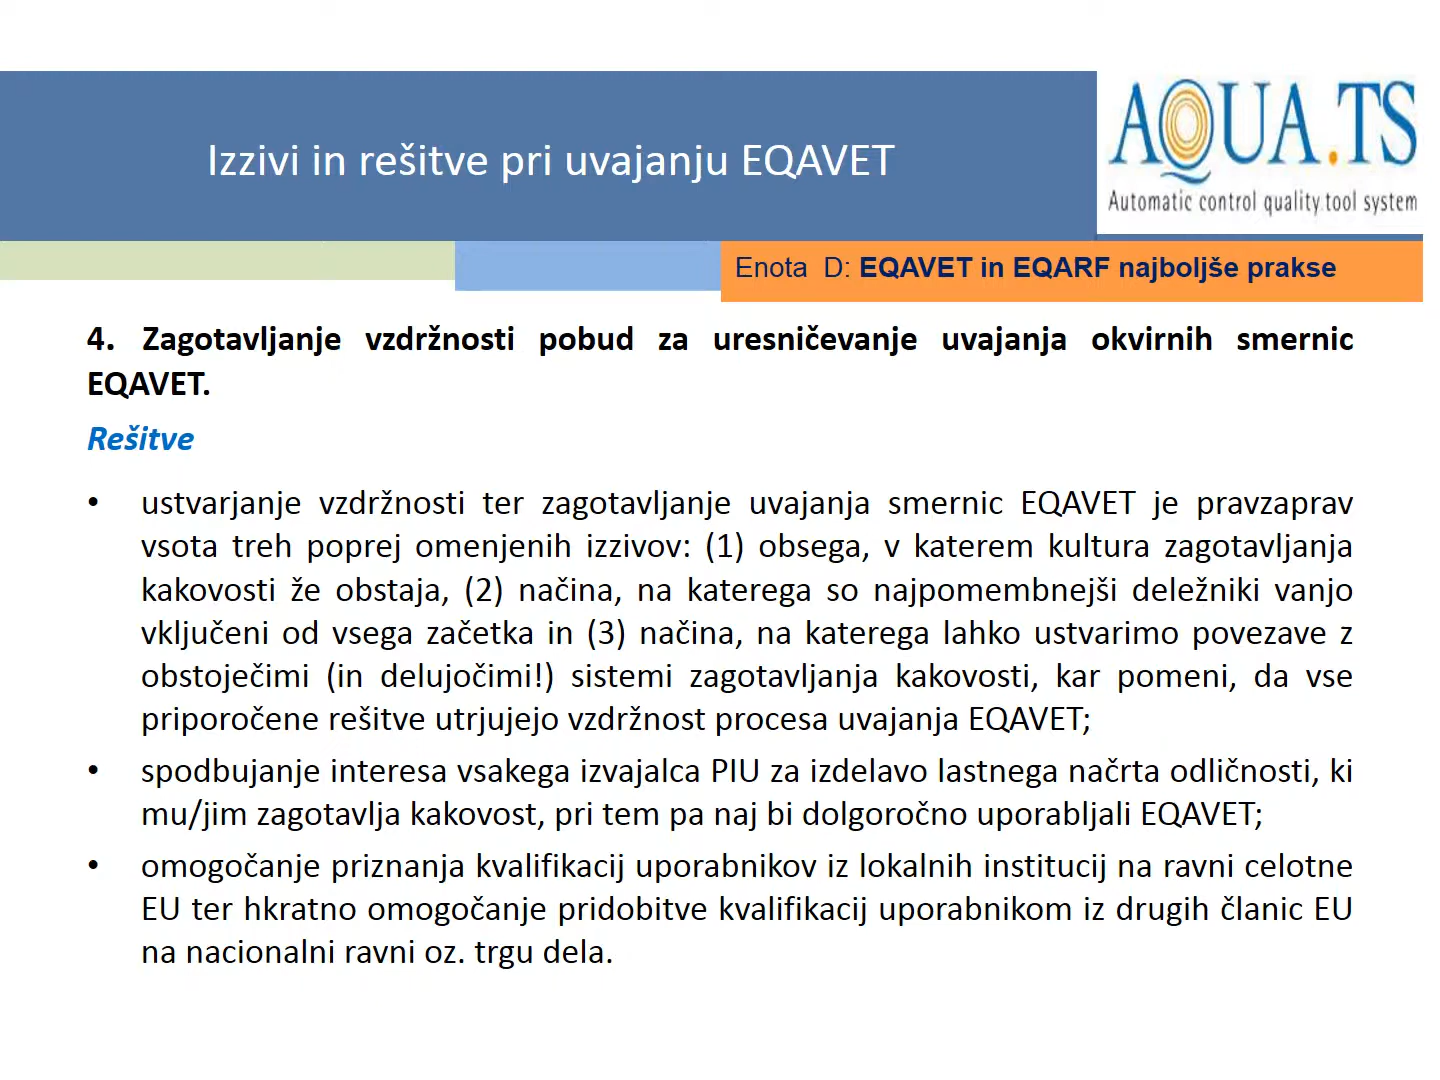 Izzivi in rešitve pri uvajanju EQAVET
AQUA.TS
Automatic control quality tool system
Enota D: EQAVET in EQARF najboljše prakse
4. Zagotavljanje vzdržnosti pobud za uresničevanje uvajanja okvirnih smernic
EQAVET.
Rešitve
• ustvarjanje vzdržnosti ter zagotavljanje uvajanja smernic EQAVET je pravzaprav
vsota treh poprej omenjenih izzivov: (1) obsega, v katerem kultura zagotavljanja
kakovosti že obstaja, (2) načina, na katerega so najpomembnejši deležniki vanjo
vključeni od vsega začetka in (3) načina, na katerega lahko ustvarimo povezave z
obstoječimi (in delujočimi!) sistemi zagotavljanja kakovosti, kar pomeni, da vse
priporočene rešitve utrjujejo vzdržnost procesa uvajanja EQAVET;
• spodbujanje interesa vsakega izvajalca PIU za izdelavo lastnega načrta odličnosti, ki
mu/jim zagotavlja kakovost, pri tem pa naj bi dolgoročno uporabljali EQAVET;
• omogočanje priznanja kvalifikacij uporabnikov iz lokalnih institucij na ravni celotne
EU ter hkratno omogočanje pridobitve kvalifikacij uporabnikom iz drugih članic EU
na nacionalni ravni oz. trgu dela.